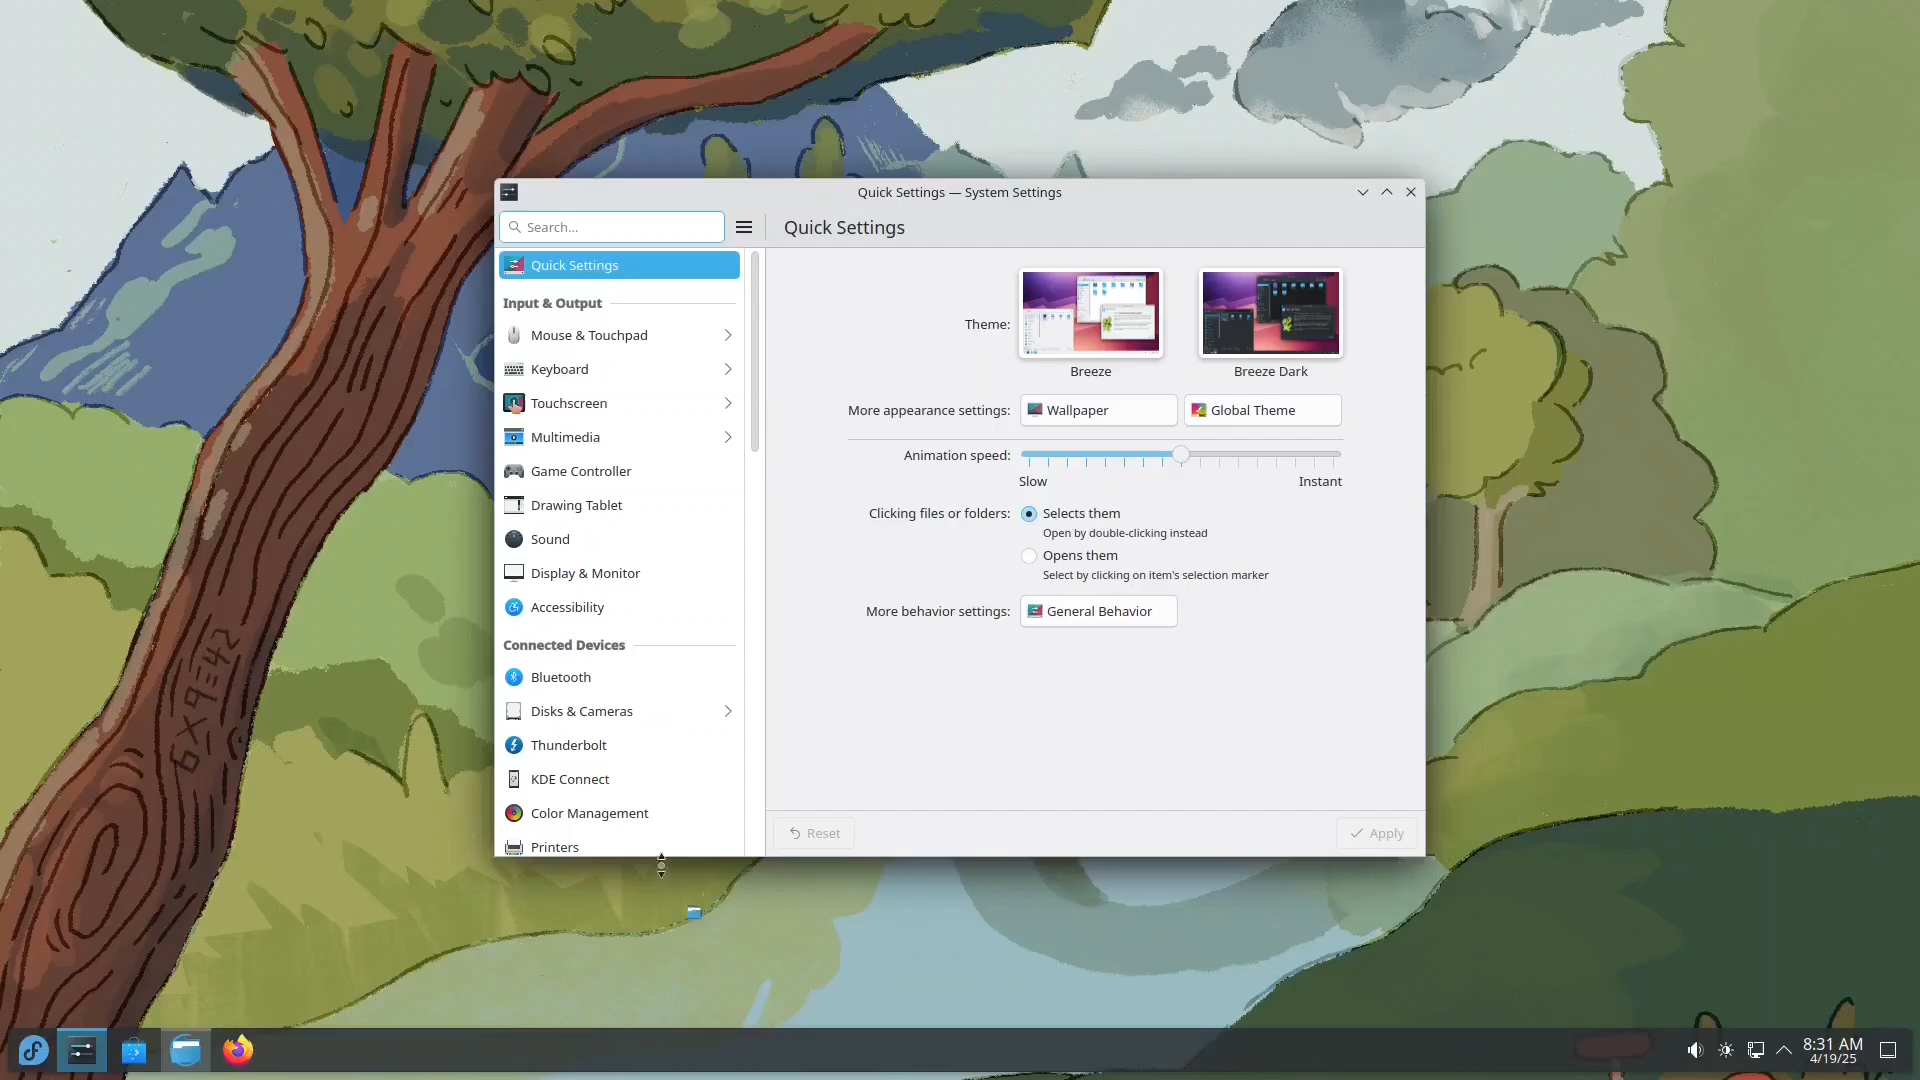 Quick Settings — System Settings
Search...
Quick Settings
Quick Settings
Input & Output
Mouse & Touchpad
Keyboard
Touchscreen
Multimedia
Game Controller
Drawing Tablet
Sound
Display & Monitor
Accessibility
Connected Devices
Bluetooth
Disks & Cameras
Thunderbolt
KDE Connect
Color Management
Printers
Theme:
Breeze
Breeze Dark
More appearance settings:
Wallpaper
Global Theme
Animation speed:
Slow
Instant
Clicking files or folders:
Selects them
Open by double-clicking instead
Opens them
Select by clicking on item's selection marker
More behavior settings:
General Behavior
Reset
Apply
6×9=42
8:31 AM
4/19/25